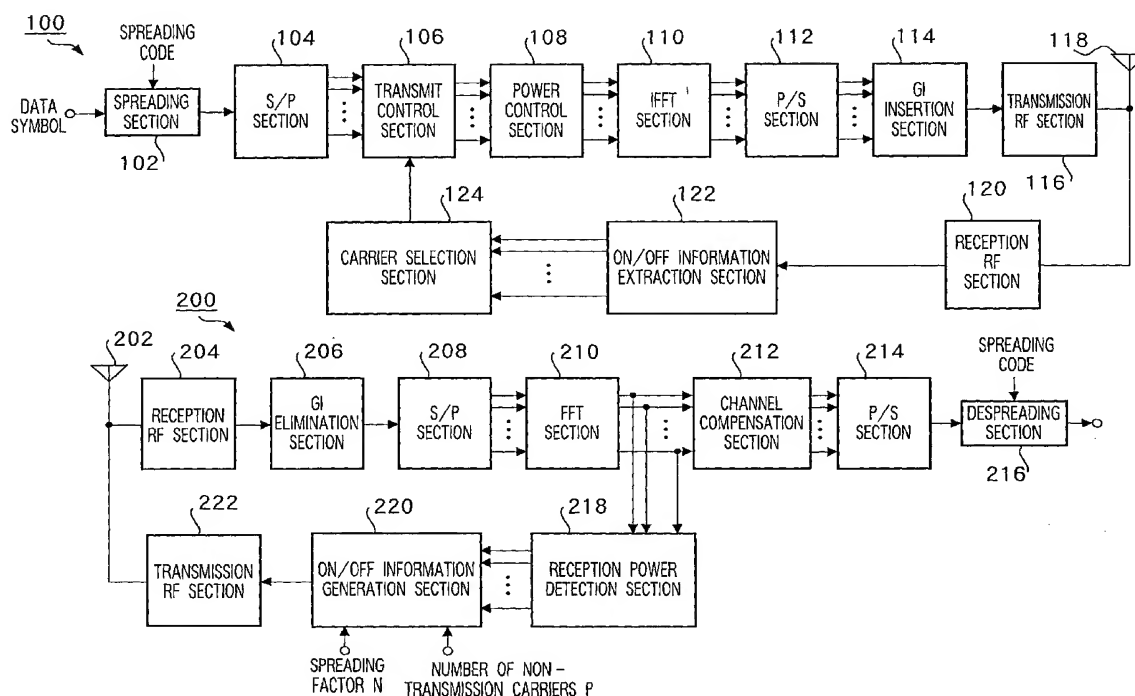 100
SPREADING
CODE
104
106
108
110
112
114
118
DATA
SYMBOL
SPREADING
SECTION
S/P
SECTION
TRANSMIT
CONTROL
SECTION
POWER
CONTROL
SECTION
IFFT
SECTION
P/S
SECTION
GI
INSERTION
SECTION
TRANSMISSION
RF SECTION
102
116
124
122
120
CARRIER SELECTION
SECTION
ON/OFF INFORMATION
EXTRACTION SECTION
RECEPTION
RF
SECTION
200
202
204
206
208
210
212
214
SPREADING
CODE
RECEPTION
RF SECTION
GI
ELIMINATION
SECTION
S/P
SECTION
FFT
SECTION
CHANNEL
COMPENSATION
SECTION
P/S
SECTION
DESPREADING
SECTION
216
222
220
218
TRANSMISSION
RF SECTION
ON/OFF INFORMATION
GENERATION SECTION
RECEPTION POWER
DETECTION SECTION
SPREADING
FACTOR N
NUMBER OF NON-
TRANSMISSION CARRIERS P